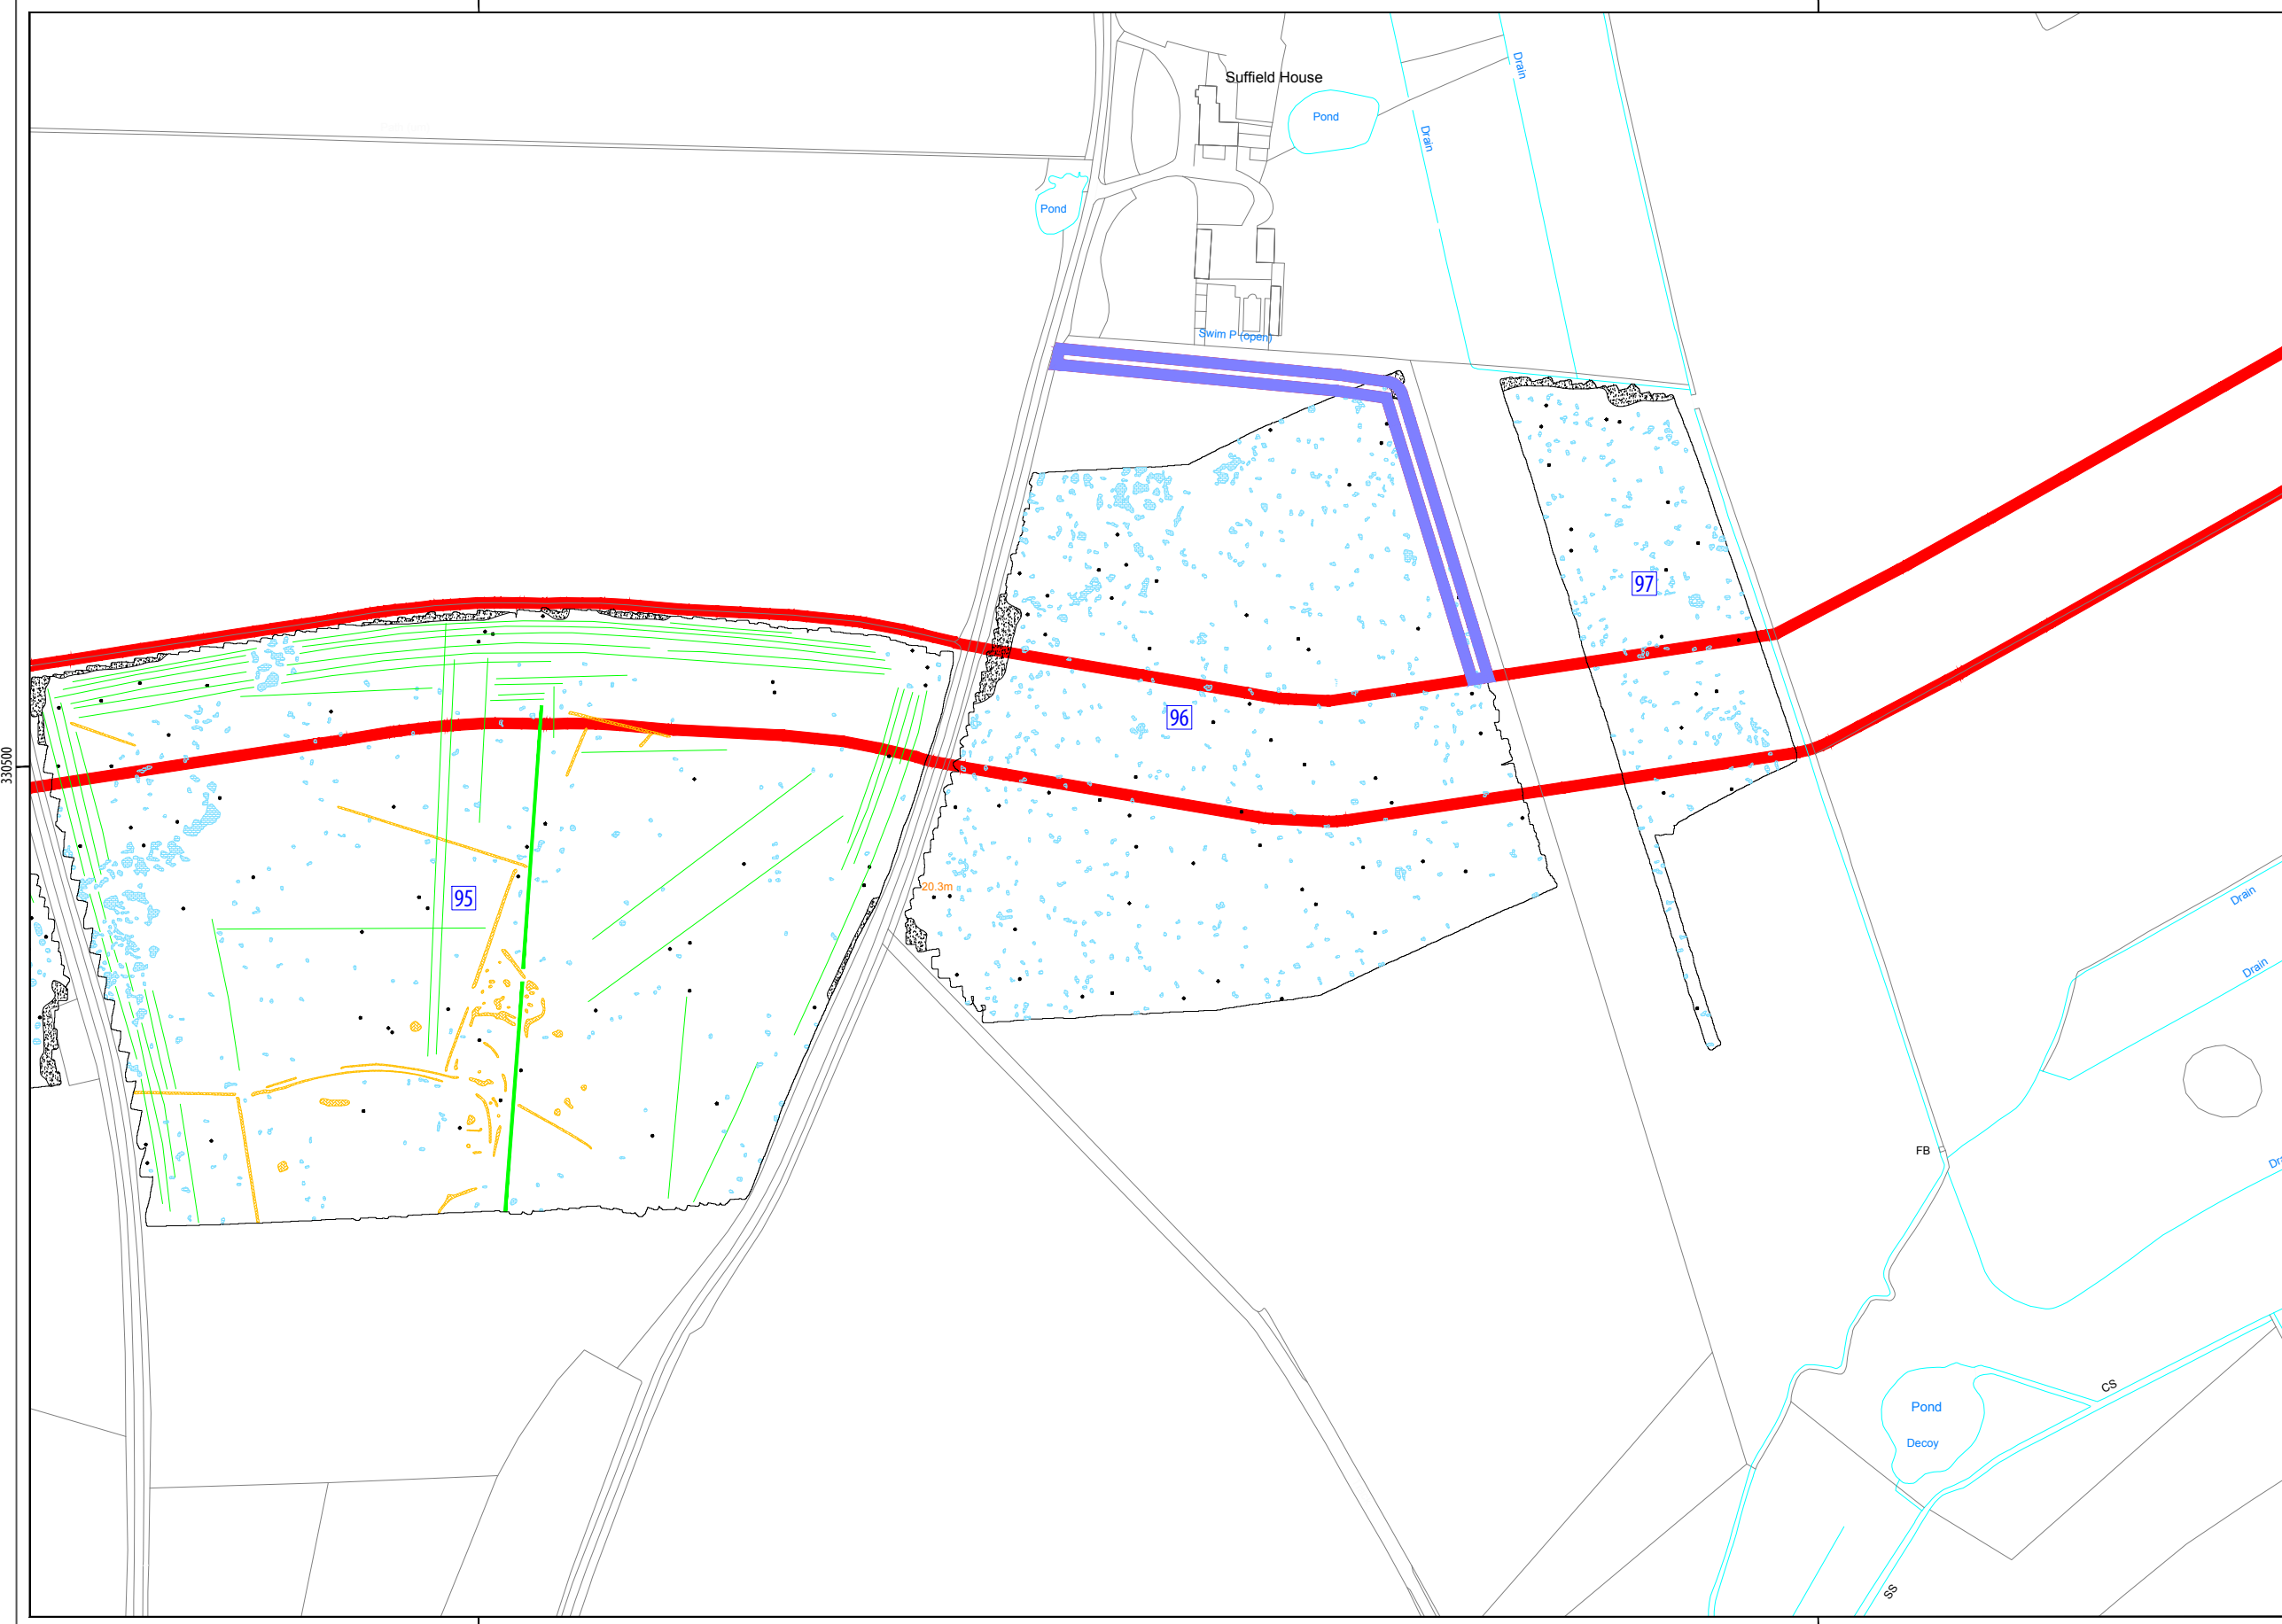 Suffield House
Drain
Pond
Drain
Pond
Swim P (open)
97
96
330500
95
20.3m
Drain
Drain
FB
CS
Pond
Decoy
SS